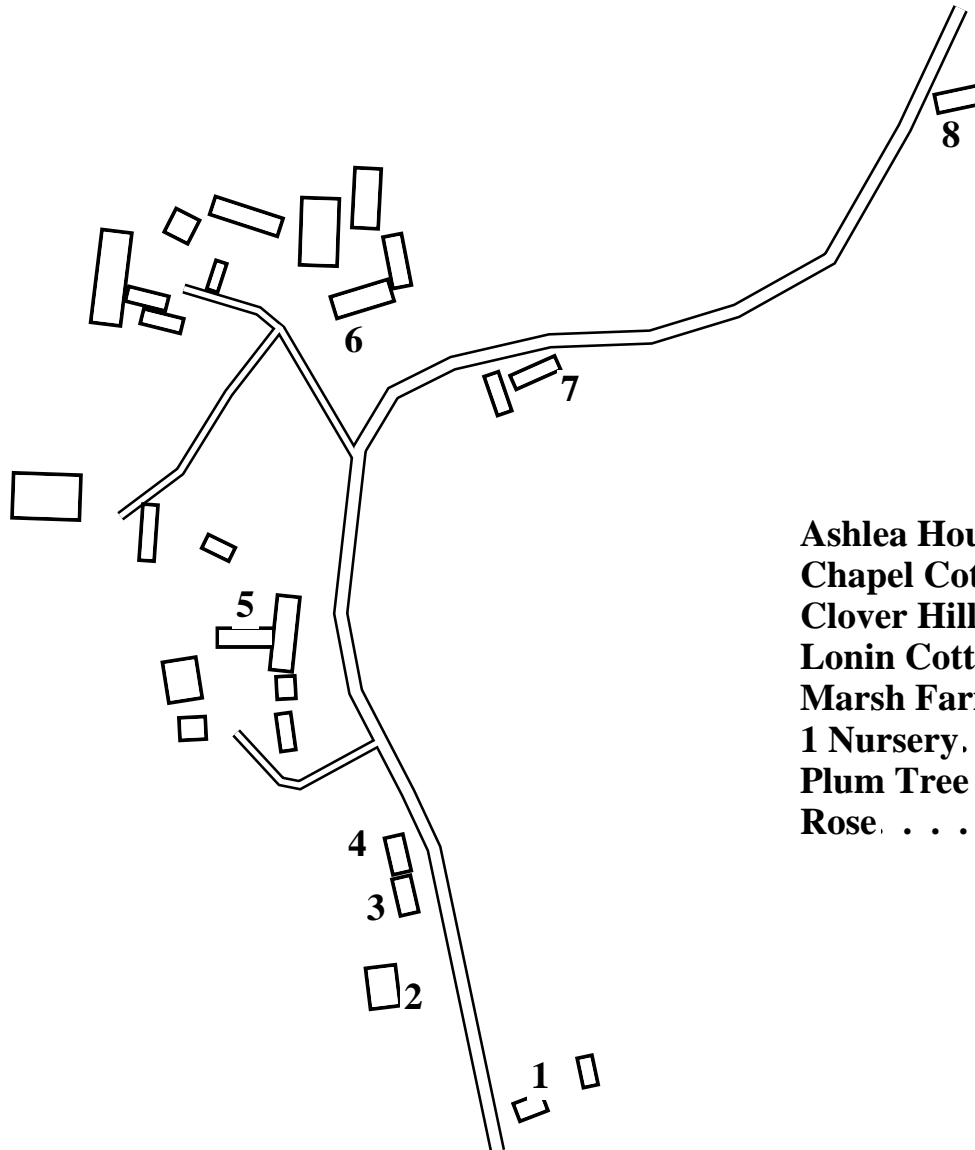 8
6
7
Ashlea Hou
Chapel Cot
Clover Hill
Lonin Cott
Marsh Far
1 Nursery.
Plum Tree
Rose. . . .
5
4
3
2
1